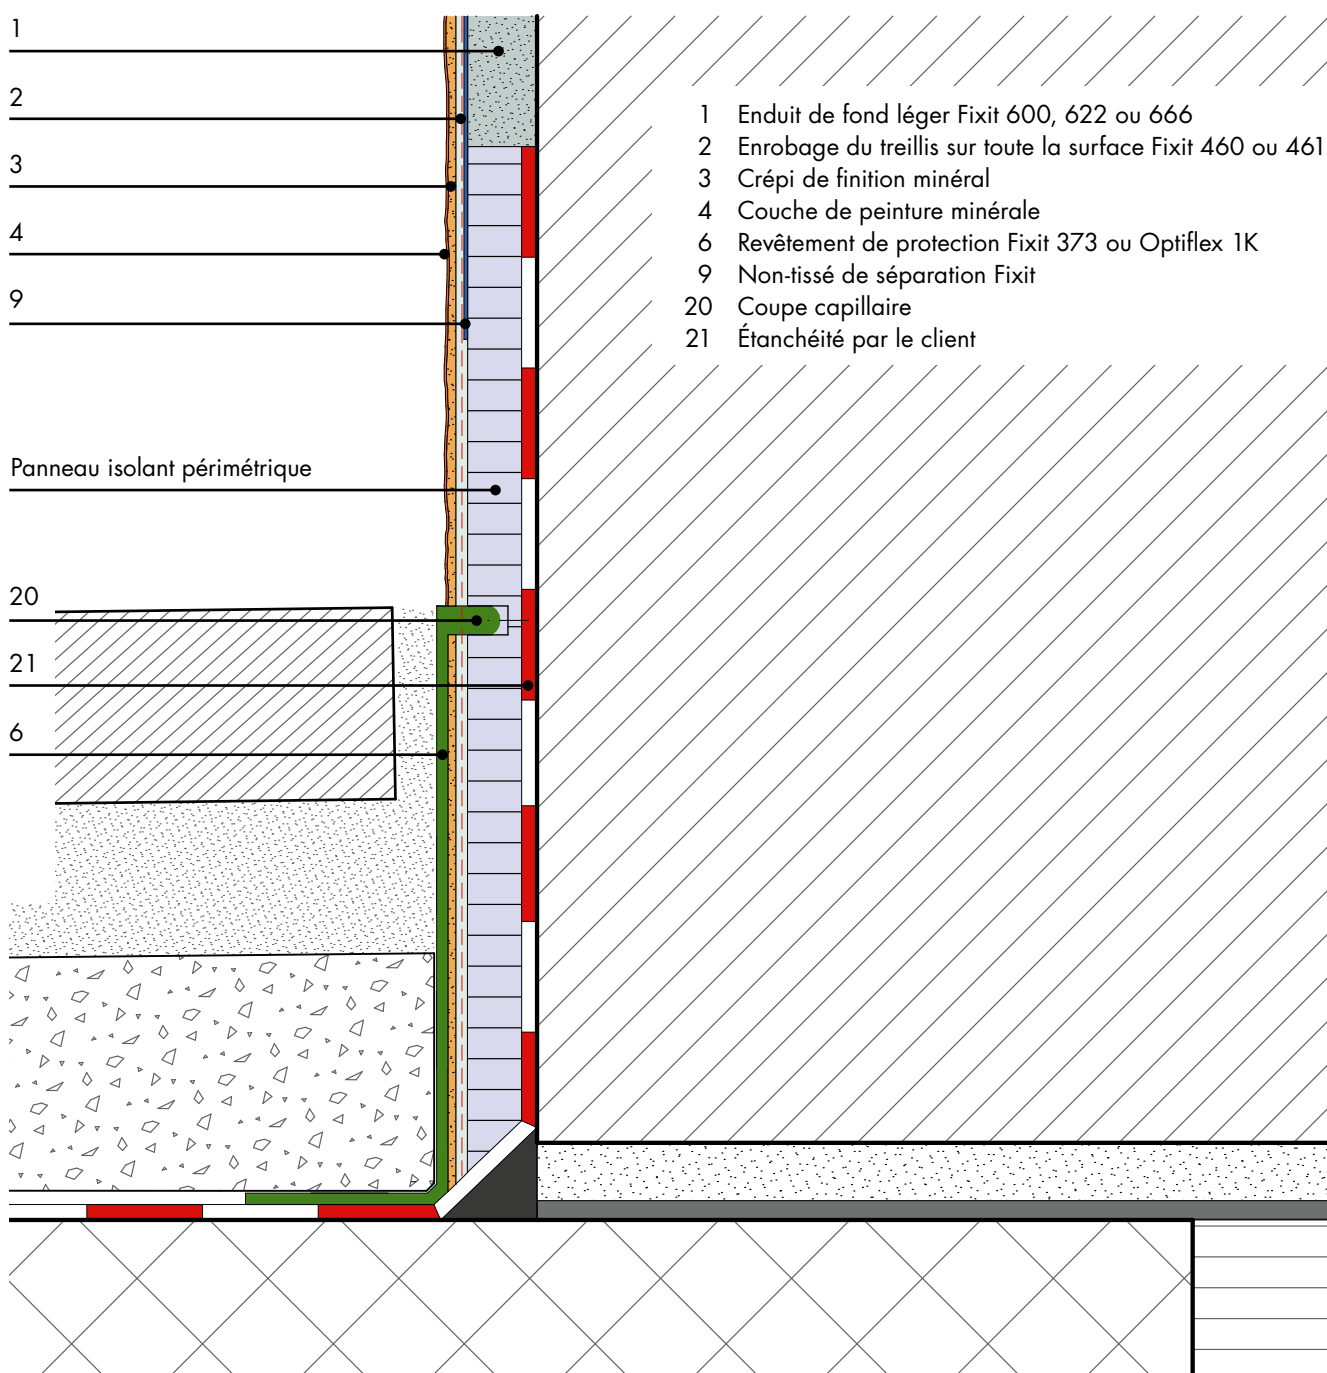 1
2
3
4
9
Panneau isolant périmétrique
20
21
6
1 Enduit de fond léger Fixit 600, 622 ou 666
2 Enrobage du treillis sur toute la surface Fixit 460 ou 461
3 Crépi de finition minéral
4 Couche de peinture minérale
6 Revêtement de protection Fixit 373 ou Optiflex 1K
9 Non-tissé de séparation Fixit
20 Coupe capillaire
21 Étanchéité par le client